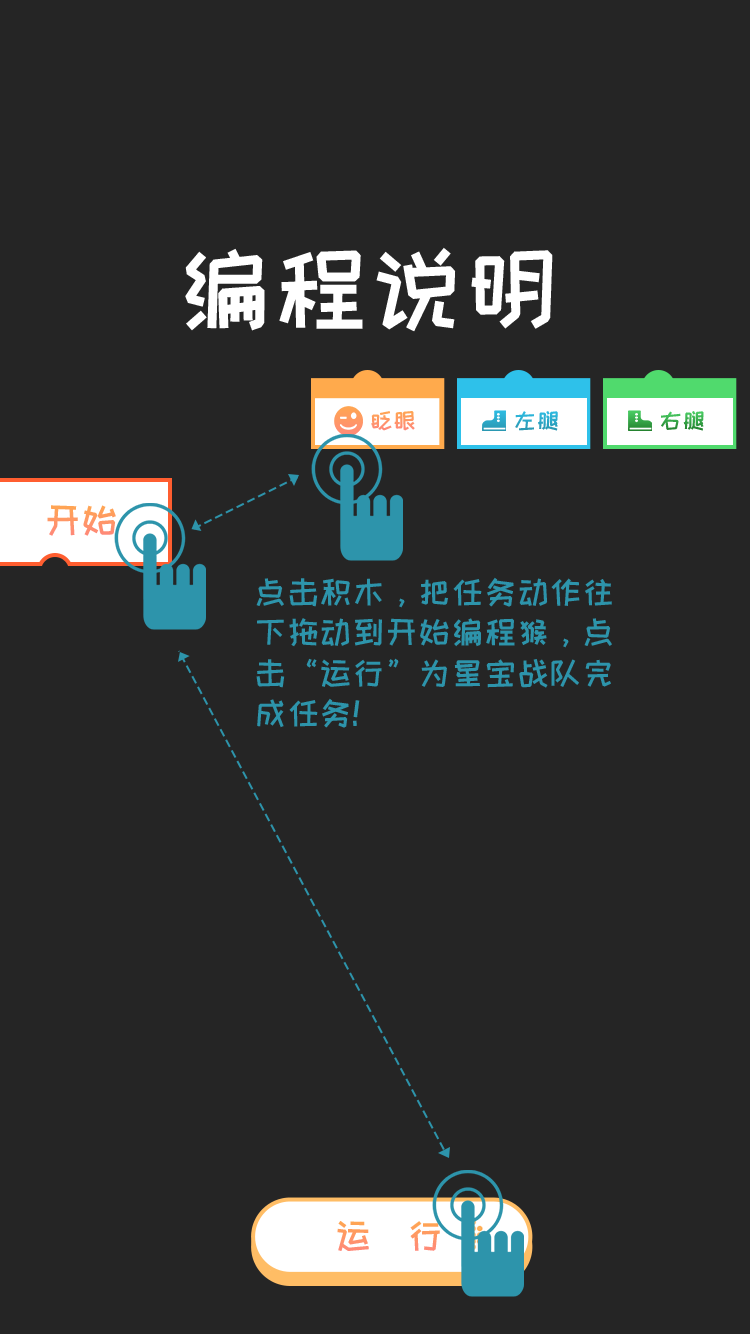 编程说明
眨眼
左腿
右腿
开始
点击积木，把任务动作往
下拖动到开始编程猴，点
击“运行”为星宝战队完
成任务!
运 行